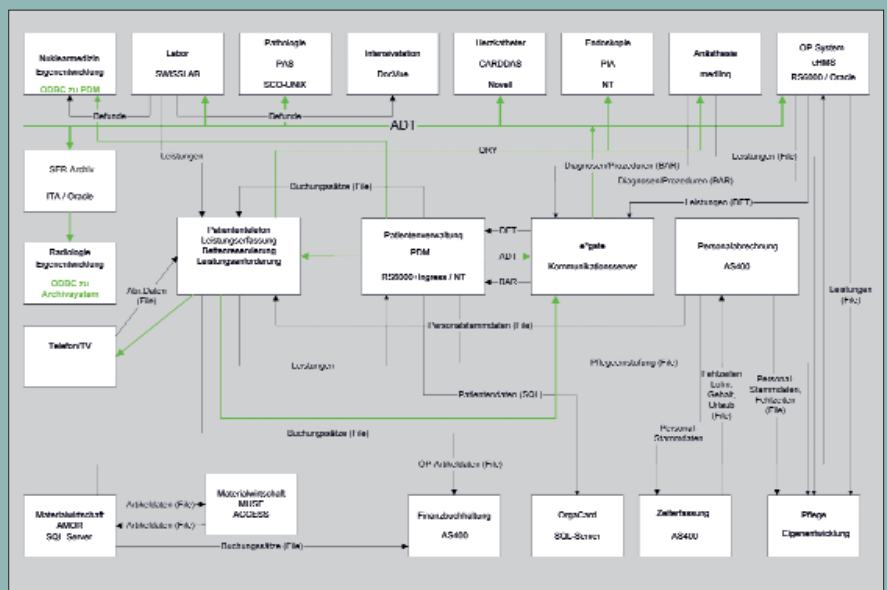 Nuklearmedizin
Eigenentwicklung
ODBC zu PDM
Labor
SWISSLAB
Pathologie
PAS
SCO-UNIX
Intensivstation
DocVue
Herzkatheter
CARDDAS
Novell
Endoskopie
PIA
NT
Anästhesie
medlinq
OP System
cHMS
RS6000 / Oracle
Befunde
Befunde
ADT
Leistungen
QRY
Diagnosen/Prozeduren (BAR)
Leistungen (File)
Diagnosen/Prozeduren (BAR)
SFR Archiv
ITA / Oracle
Buchungssätze (File)
Leistungen (DFT)
Patiententelefon
Leistungserfassung
Bettenreservierung
Leistungsanforderung
Patientenverwaltung
PDM
RS6000+Ingress / NT
DFT
ADT
BAR
e*gate
Kommunikationsserver
Personalabrechnung
AS400
Radiologie
Eigenentwicklung
ODBC zu
Archivsystem
Abr.Daten
(File)
Leistungen
(File)
Personalstammdaten (File)
Telefon/TV
Leistungen
Pflegeeinstufung (File)
Patientendaten (SQL)
Fehlzeiten
Lohn,
Gehalt,
Urlaub
(File)
Personal
Stammdaten,
Fehlzeiten
(File)
Personal
Stammdaten
Buchungssätze (File)
OP Artikeldaten (File)
Materialwirtschaft
AMOR
SQL Server
Artikeldaten (File)
Artikeldaten (File)
Materialwirtschaft
MUSE
ACCESS
Buchungssätze (File)
Finanzbuchhaltung
AS400
OrgaCard
SQL-Server
Zeiterfassung
AS400
Pflege
Eigenentwicklung